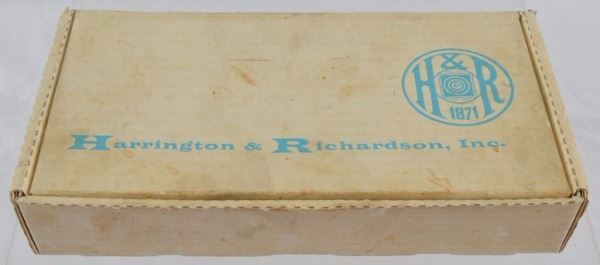 H&R
1871
Harrington & Richardson, Inc.